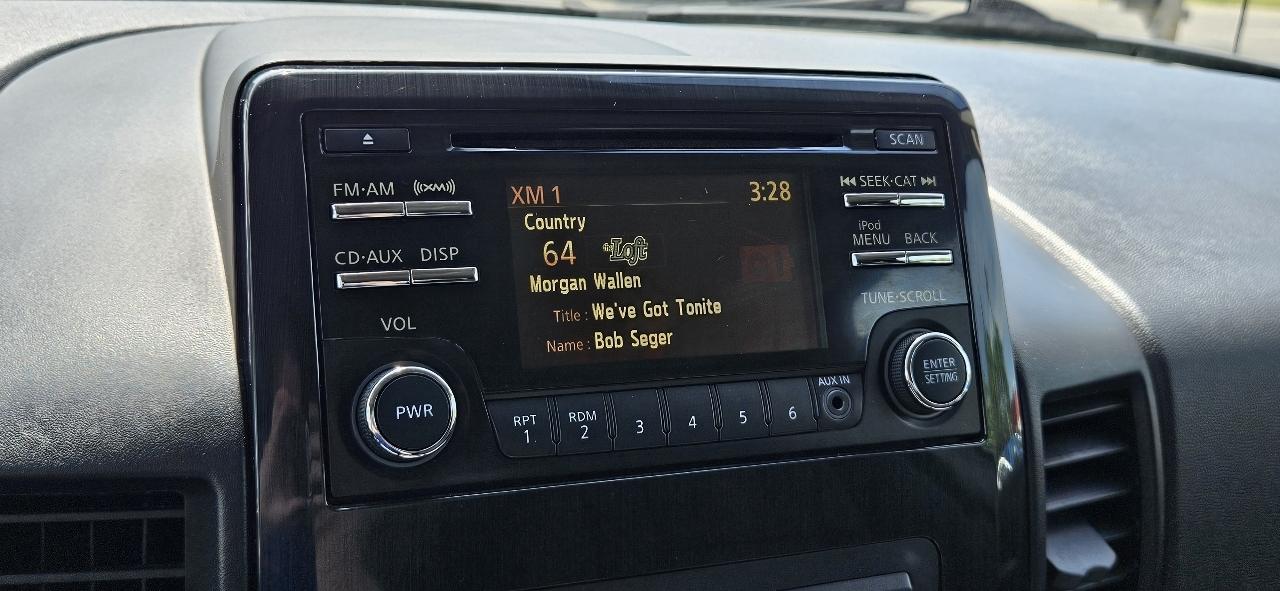 SCAN
FM·AM ((XM))
SEEK·CAT
CD·AUX DISP
iPod
MENU BACK
VOL
TUNE·SCROLL
XM 1 3:28
Country
64 the Loft
Morgan Wallen
Title : We've Got Tonite
Name : Bob Seger
PWR
ENTER
SETTING
RPT
1
RDM
2
3
4
5
6
AUX IN